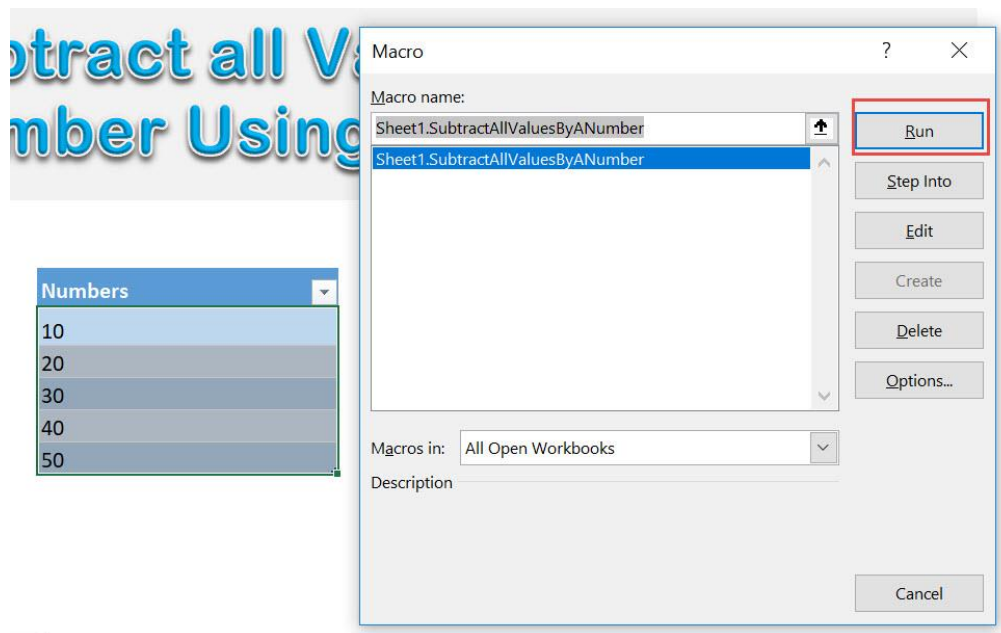 otract all Va
mber Using
Numbers
10
20
30
40
50
Macro
?
Macro name:
Sheet1.SubtractAllValuesByANumber
Sheet1.SubtractAllValuesByANumber
Run
Step Into
Edit
Create
Delete
Options...
Macros in: All Open Workbooks
Description
Cancel